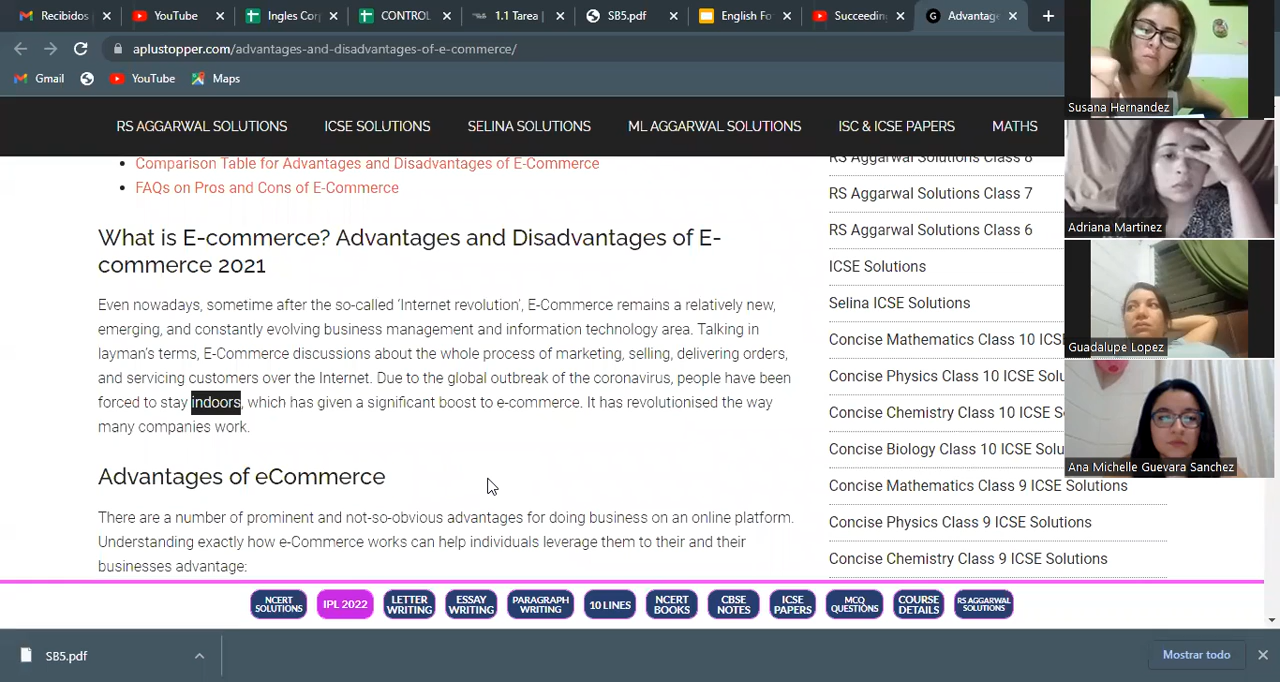 Recibidos
YouTube
Ingles Cor
CONTROL
1.1 Tarea |
SB5.pdf
English Fo
Succeeding
Advantag
aplustopper.com/advantages-and-disadvantages-of-e-commerce/
Gmail
YouTube
Maps
RS AGGARWAL SOLUTIONS
ICSE SOLUTIONS
SELINA SOLUTIONS
ML AGGARWAL SOLUTIONS
ISC & ICSE PAPERS
MATHS
Comparison Table for Advantages and Disadvantages of E-Commerce
FAQs on Pros and Cons of E-Commerce
What is E-commerce? Advantages and Disadvantages of E-
commerce 2021
Even nowadays, sometime after the so-called ‘Internet revolution’, E-Commerce remains a relatively new,
emerging, and constantly evolving business management and information technology area. Talking in
layman’s terms, E-Commerce discussions about the whole process of marketing, selling, delivering orders,
and servicing customers over the Internet. Due to the global outbreak of the coronavirus, people have been
forced to stay indoors, which has given a significant boost to e-commerce. It has revolutionised the way
many companies work.
Advantages of eCommerce
There are a number of prominent and not-so-obvious advantages for doing business on an online platform.
Understanding exactly how e-Commerce works can help individuals leverage them to their and their
businesses advantage:
RS Aggarwal Solutions Class 8
RS Aggarwal Solutions Class 7
RS Aggarwal Solutions Class 6
ICSE Solutions
Selina ICSE Solutions
Concise Mathematics Class 10 ICSE Solu
Concise Physics Class 10 ICSE Solu
Concise Chemistry Class 10 ICSE Solu
Concise Biology Class 10 ICSE Solu
Concise Mathematics Class 9 ICSE Solutions
Concise Physics Class 9 ICSE Solutions
Concise Chemistry Class 9 ICSE Solutions
Susana Hernandez
Adriana Martinez
Guadalupe Lopez
Ana Michelle Guevara Sanchez
NCERT
SOLUTIONS
IPL 2022
LETTER
WRITING
ESSAY
WRITING
PARAGRAPH
WRITING
10 LINES
NCERT
BOOKS
CBSE
NOTES
ICSE
PAPERS
MCQ
QUESTIONS
COURSE
DETAILS
RS AGGARWAL
SOLUTIONS
SB5.pdf
Mostrar todo